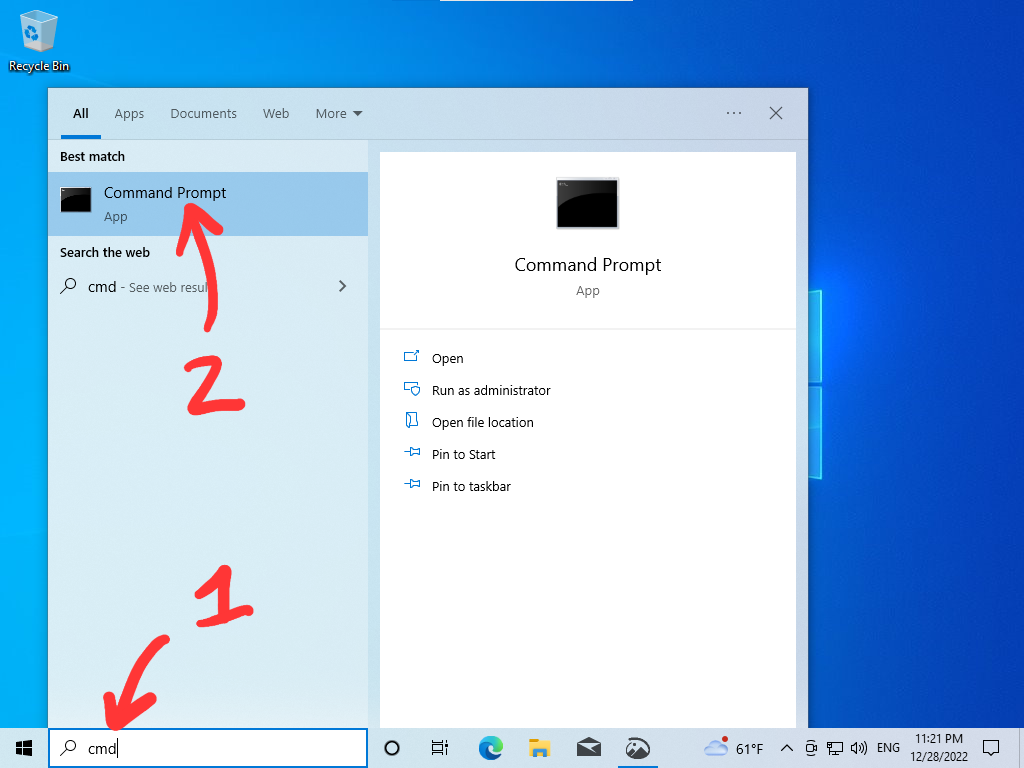 Recycle Bin
All Apps Documents Web More
Best match
Command Prompt
App
Search the web
cmd - See web resul
2
1
Command Prompt
App
Open
Run as administrator
Open file location
Pin to Start
Pin to taskbar
cmd
61°F
ENG
11:21 PM
12/28/2022